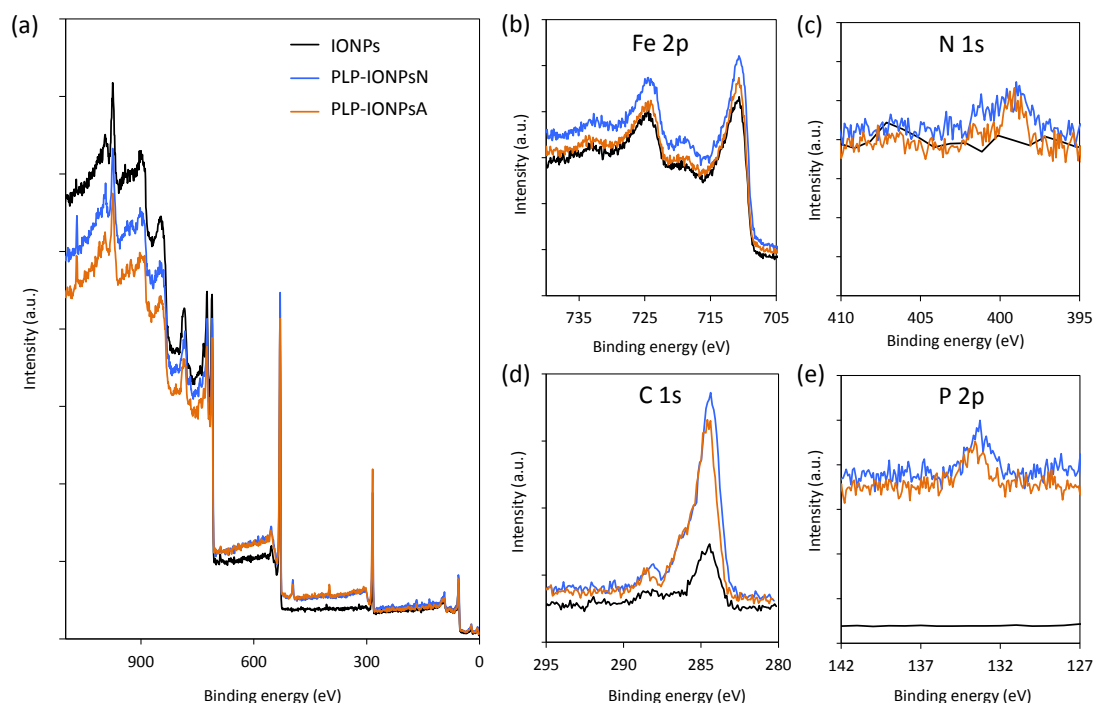 (a)
IONPs
PLP-IONPsN
PLP-IONPsA
Intensity (a.u.)
900
600
300
0
Binding energy (eV)
(b)
Fe 2p
Intensity (a.u.)
735
725
715
705
Binding energy (eV)
(c)
N 1s
Intensity (a.u.)
410
405
400
395
Binding energy (eV)
(d)
C 1s
Intensity (a.u.)
295
290
285
280
Binding energy (eV)
(e)
P 2p
Intensity (a.u.)
142
137
132
127
Binding energy (eV)